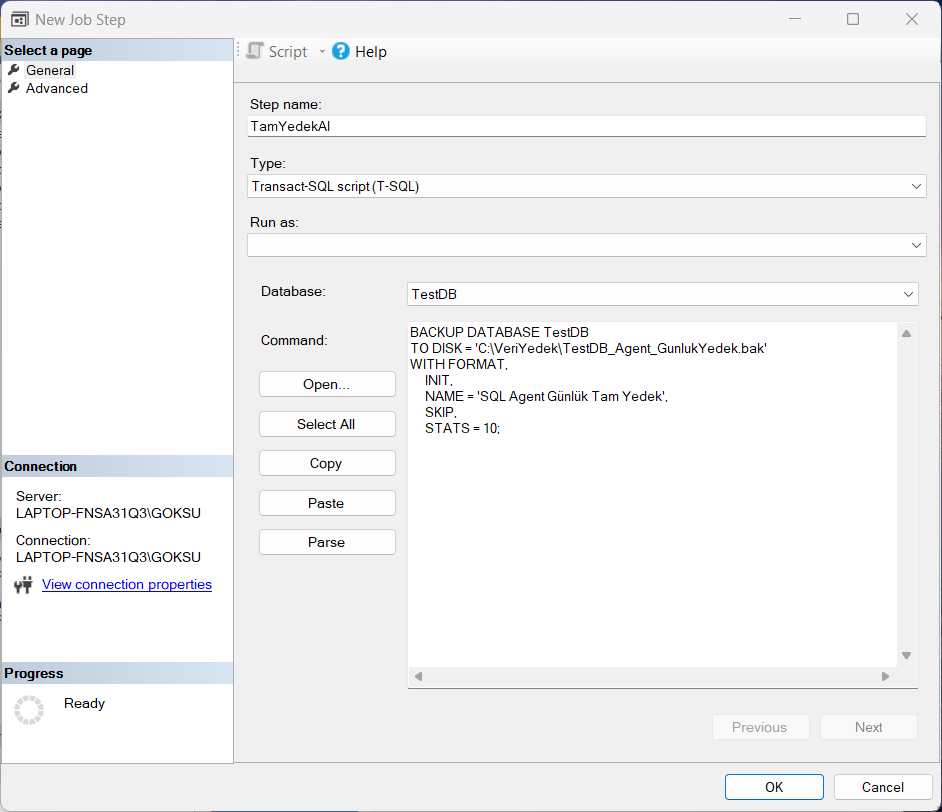 New Job Step
Select a page
General
Advanced
Script
Help
Step name:
TamYedekAl
Type:
Transact-SQL script (T-SQL)
Run as:
Database:
TestDB
Command:
BACKUP DATABASE TestDB
TO DISK = 'C:\VeriYedek\TestDB_Agent_GunlukYedek.bak'
WITH FORMAT,
INIT,
NAME = 'SQL Agent Günlük Tam Yedek',
SKIP,
STATS = 10;
Open...
Select All
Copy
Paste
Parse
Connection
Server:
LAPTOP-FNSA31Q3\GOKSU
Connection:
LAPTOP-FNSA31Q3\GOKSU
View connection properties
Progress
Ready
Previous
Next
OK
Cancel